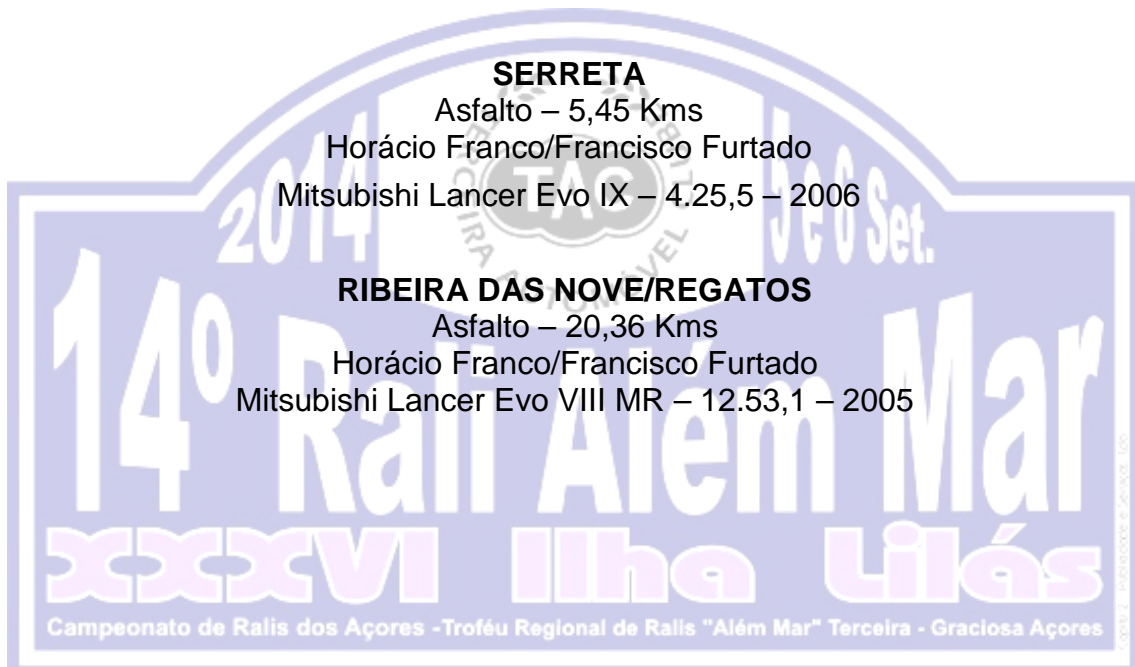 SERRETA
Asfalto – 5,45 Kms
Horácio Franco/Francisco Furtado
Mitsubishi Lancer Evo IX – 4.25,5 – 2006
RIBEIRA DAS NOVE/REGATOS
Asfalto – 20,36 Kms
Horácio Franco/Francisco Furtado
Mitsubishi Lancer Evo VIII MR – 12.53,1 – 2005
TAC
2014
5 e 6 Set.
14º Rali Além Mar
XXXVI Ilha Lilás
Campeonato de Ralis dos Açores -Troféu Regional de Ralis "Além Mar" Terceira - Graciosa Açores